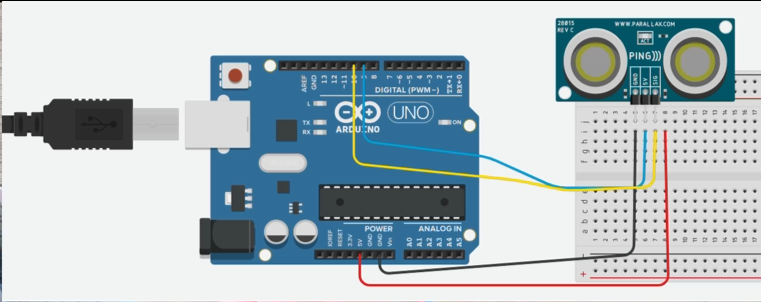 28015
REV C
WWW.PARALLAX.COM
ACT
PING)))
GND
5V
SIG
AREF
GND
13
12
~11
~10
8
7
~6
~5
4
~3
2
TX→1
RX←0
DIGITAL (PWM~)
L
TX
RX
ARDUINO
UNO
ON
POWER
ANALOG IN
IOREF
RESET
3.3V
5V
GND
GND
Vin
A0
A1
A2
A3
A4
A5